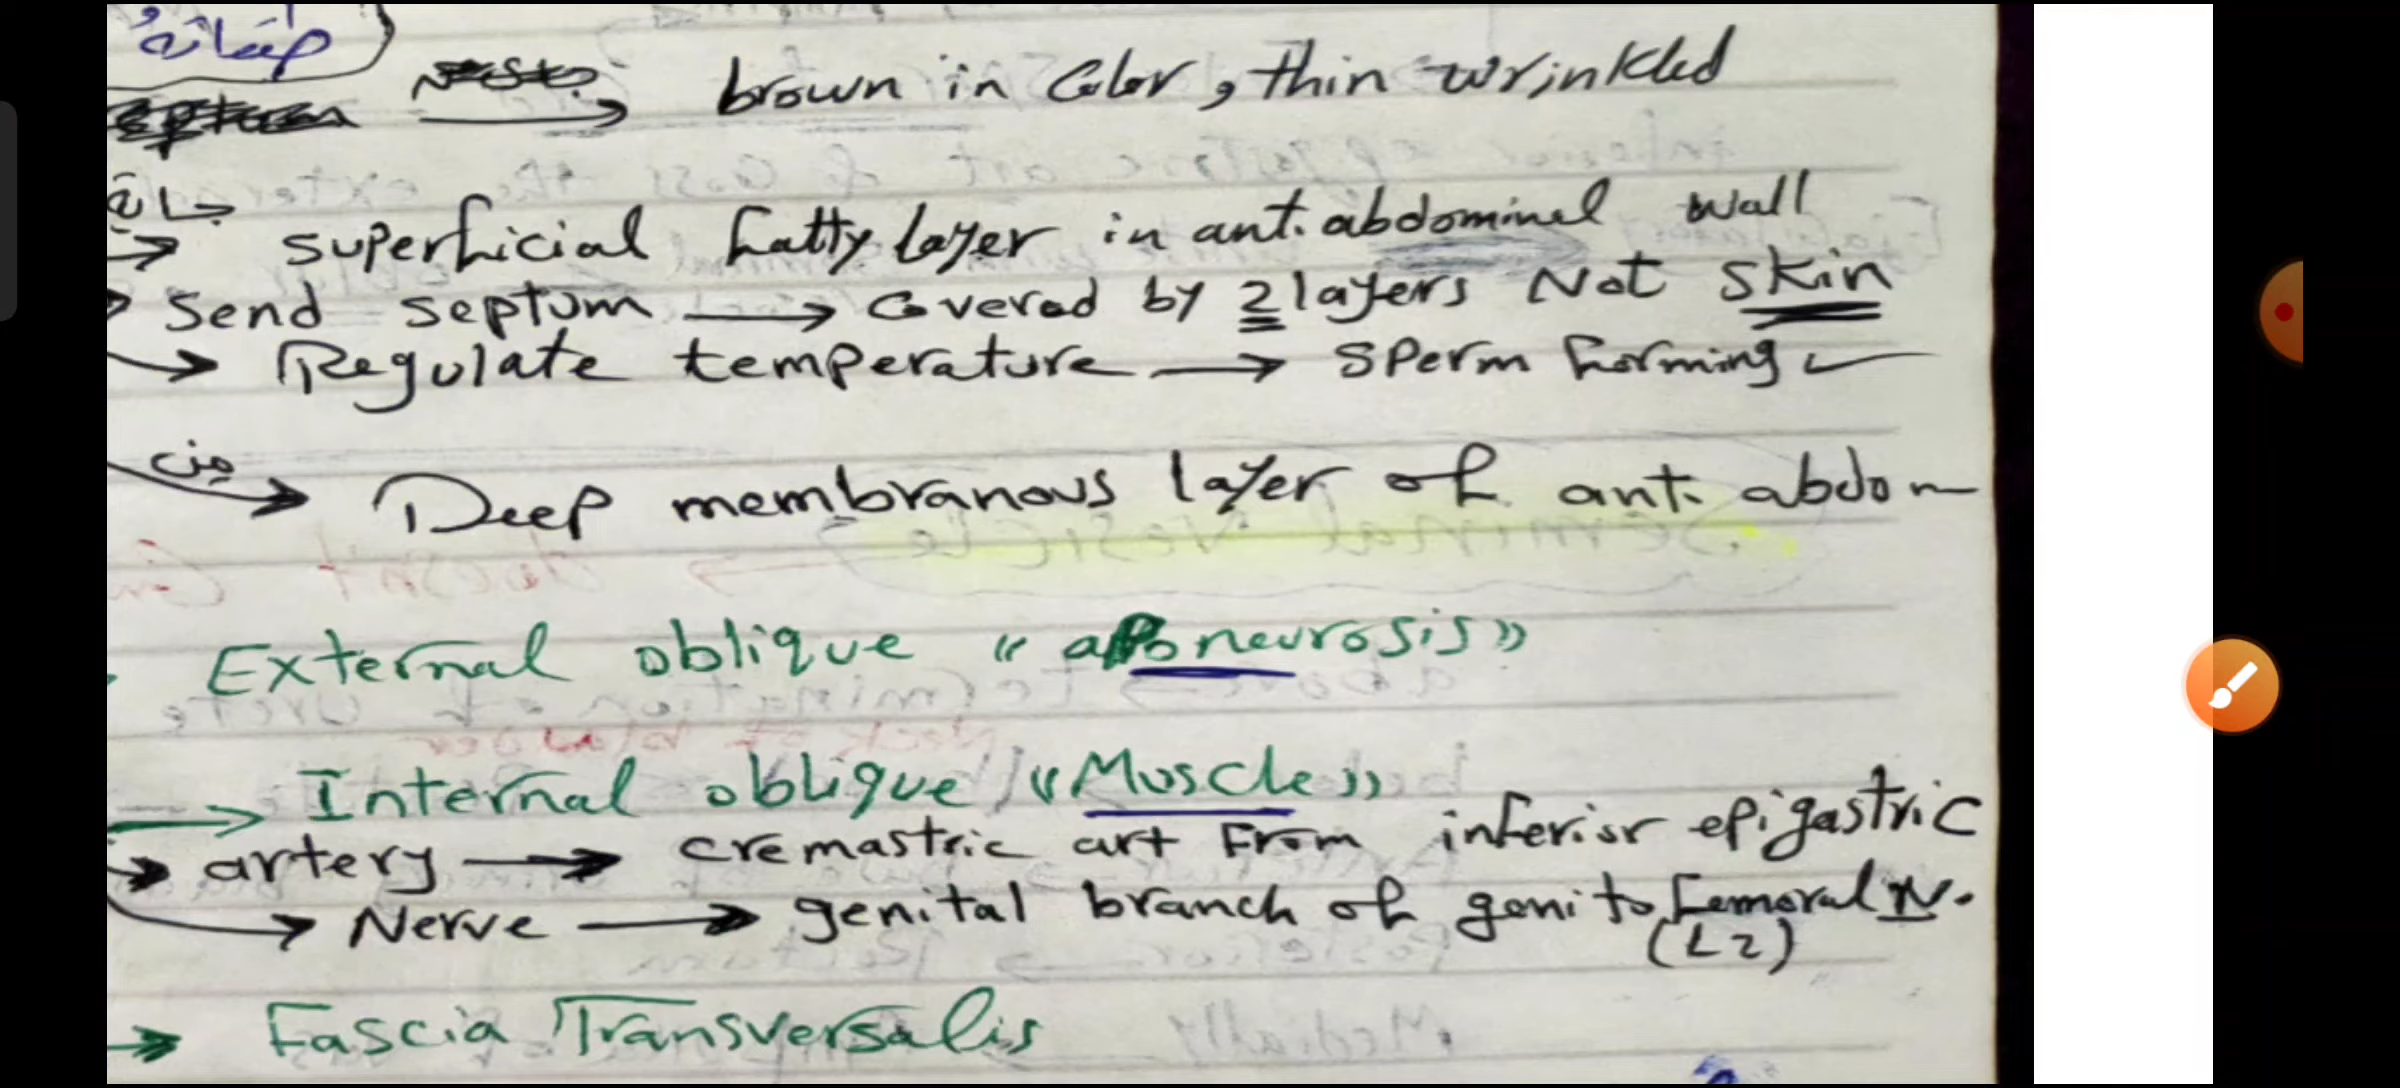 brown in Color, thin wrinkled
→ superficial fatty layer in ant. abdominal wall
Send septum → Covered by 2 layers Not Skin
→ Regulate temperature → Sperm forming ✓
→ Deep membranous layer of ant. abdom
External oblique « aponeurosis »
→ Internal oblique « Muscle »
→ artery → cremastric art From inferior epigastric
→ Nerve → genital branch of genito femoral N.
(L2)
→ Fascia Transversalis